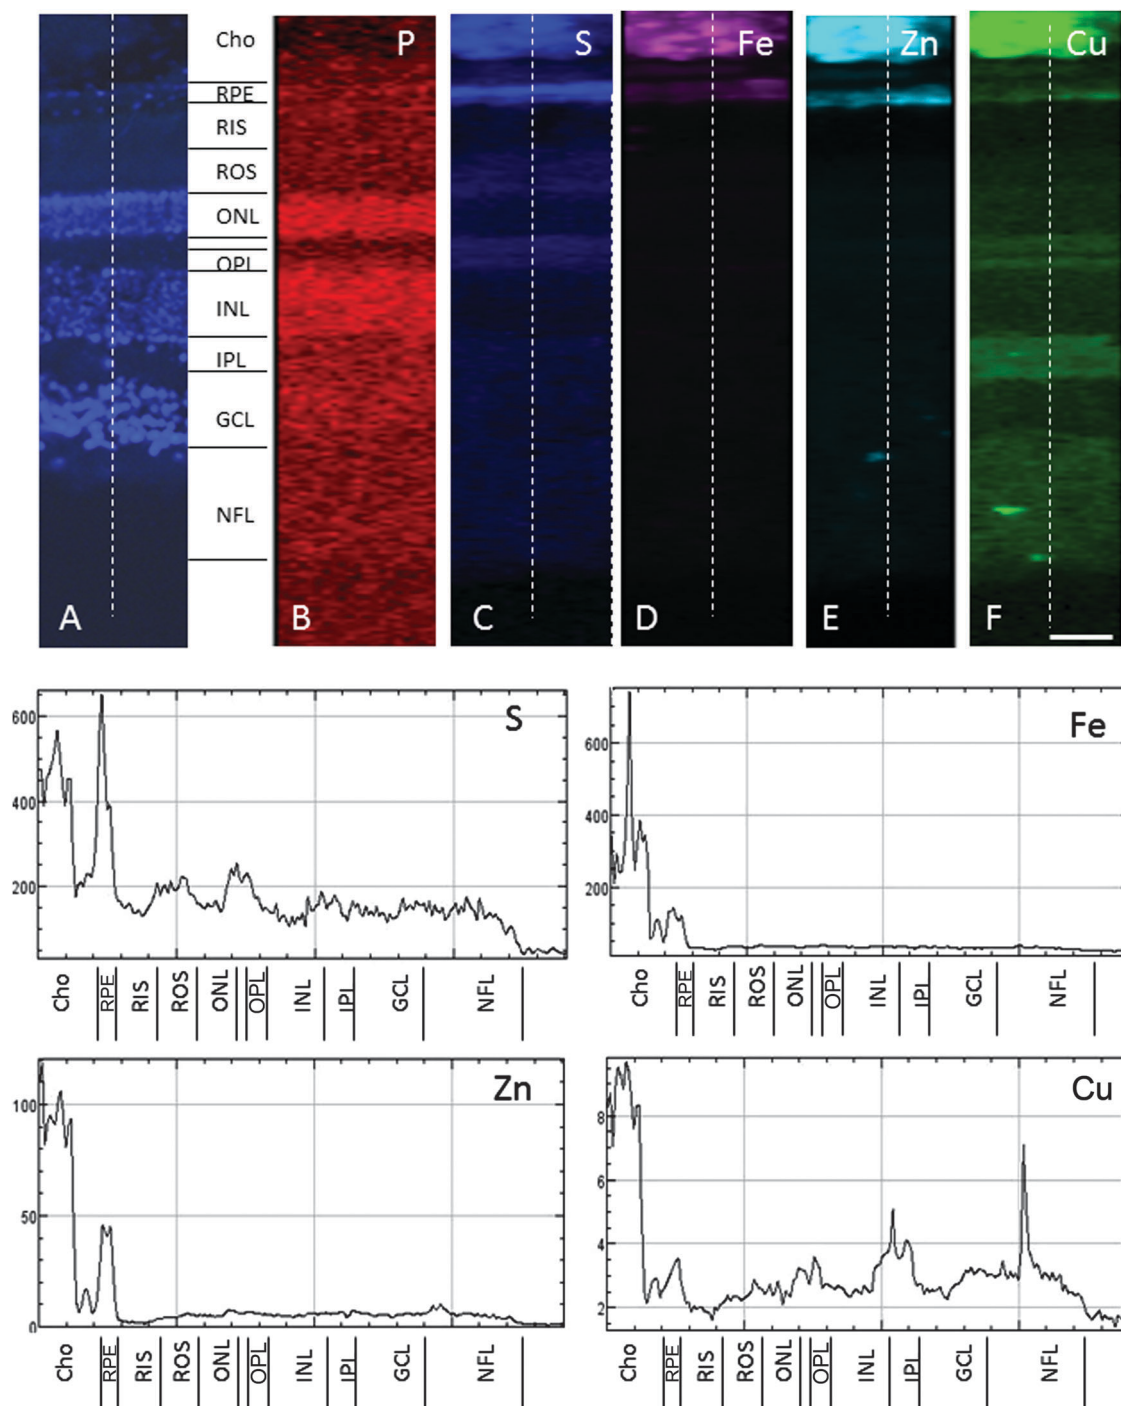 Cho
RPE
RIS
ROS
ONL
OPL
INL
IPL
GCL
NFL
P
S
Fe
Zn
Cu
A
B
C
D
E
F
S
600
400
200
Cho
RPE
RIS
ROS
ONL
OPL
INL
IPL
GCL
NFL
Fe
600
400
200
Cho
RPE
RIS
ROS
ONL
OPL
INL
IPL
GCL
NFL
Zn
100
50
0
Cho
RPE
RIS
ROS
ONL
OPL
INL
IPL
GCL
NFL
Cu
8
6
4
2
Cho
RPE
RIS
ROS
ONL
OPL
INL
IPL
GCL
NFL